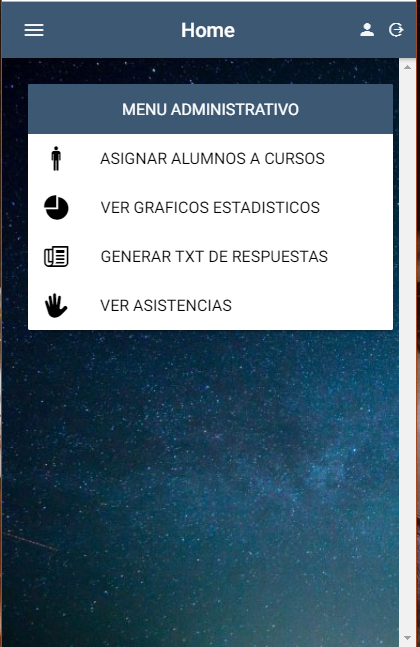 Home
MENU ADMINISTRATIVO
ASIGNAR ALUMNOS A CURSOS
VER GRAFICOS ESTADISTICOS
GENERAR TXT DE RESPUESTAS
VER ASISTENCIAS